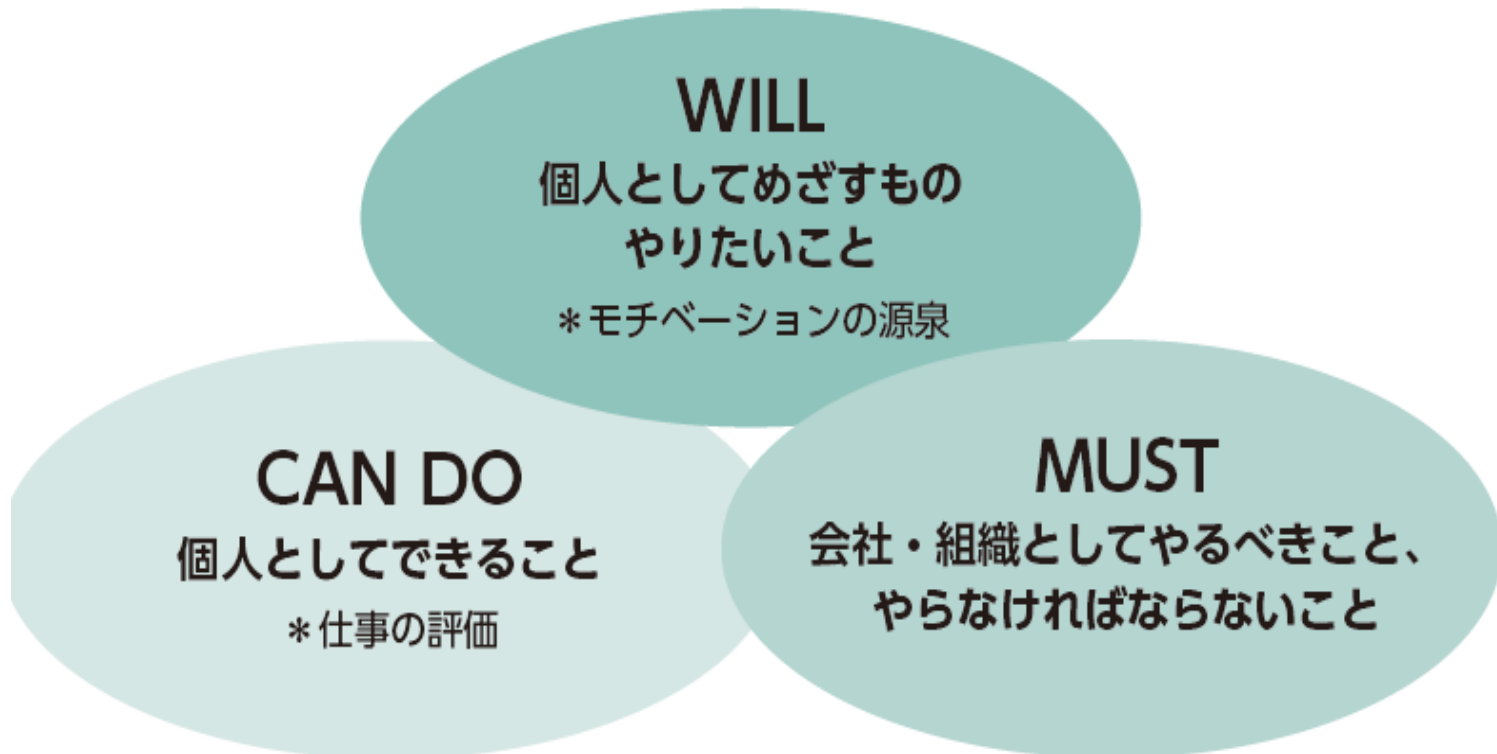 WILL
個人としてめざすもの
やりたいこと
＊モチベーションの源泉
CAN DO
個人としてできること
＊仕事の評価
MUST
会社・組織としてやるべきこと、
やらなければならないこと